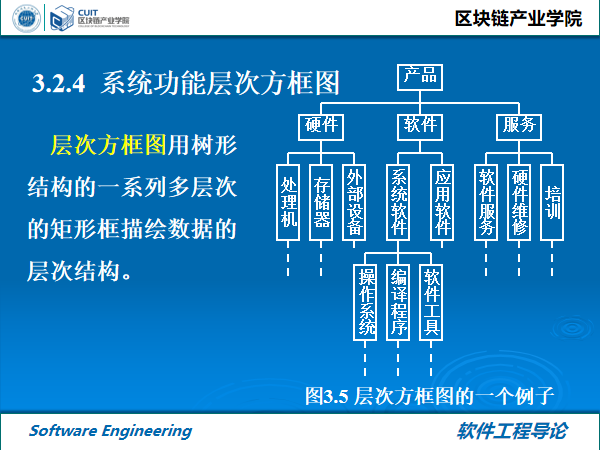 CUIT
区块链产业学院
区块链产业学院
3.2.4 系统功能层次方框图
层次方框图用树形
结构的一系列多层次
的矩形框描绘数据的
层次结构。
产品
硬件
软件
服务
处理机
存储器
外部设备
系统软件
应用软件
软件服务
硬件维修
培训
操作系统
编译程序
软件工具
图3.5 层次方框图的一个例子
Software Engineering
软件工程导论